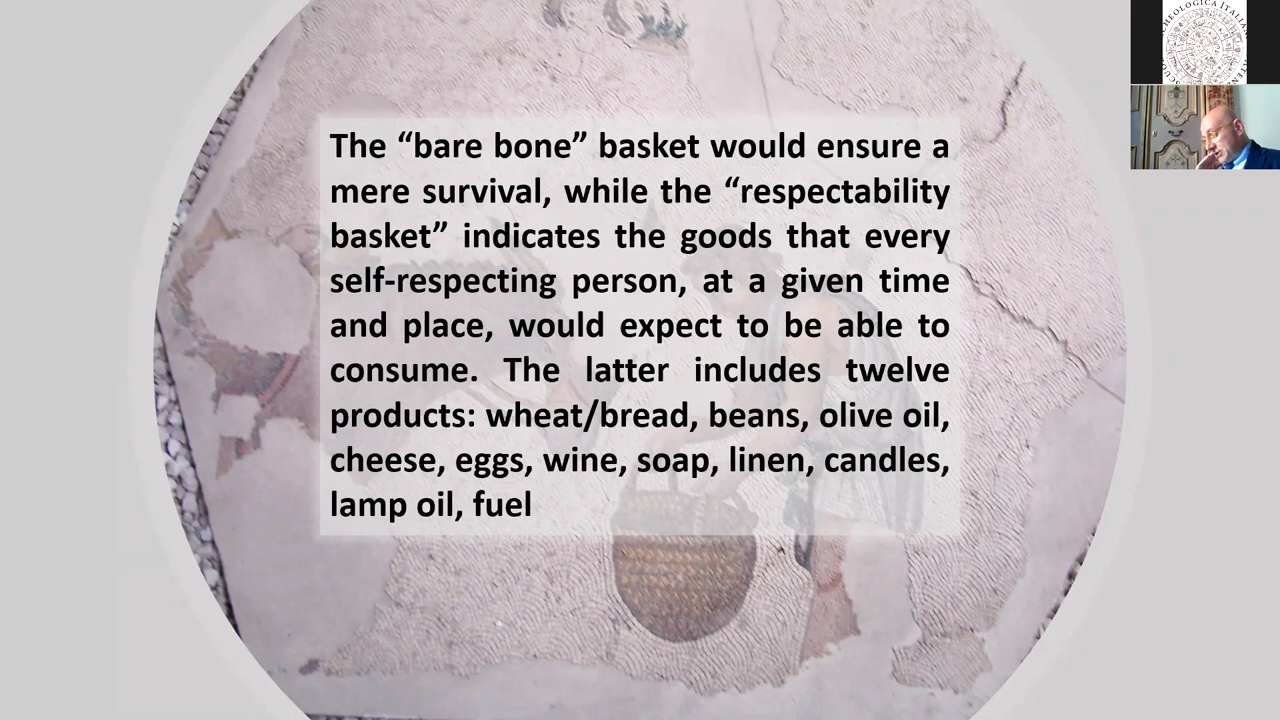 The “bare bone” basket would ensure a
mere survival, while the “respectability
basket” indicates the goods that every
self-respecting person, at a given time
and place, would expect to be able to
consume. The latter includes twelve
products: wheat/bread, beans, olive oil,
cheese, eggs, wine, soap, linen, candles,
lamp oil, fuel